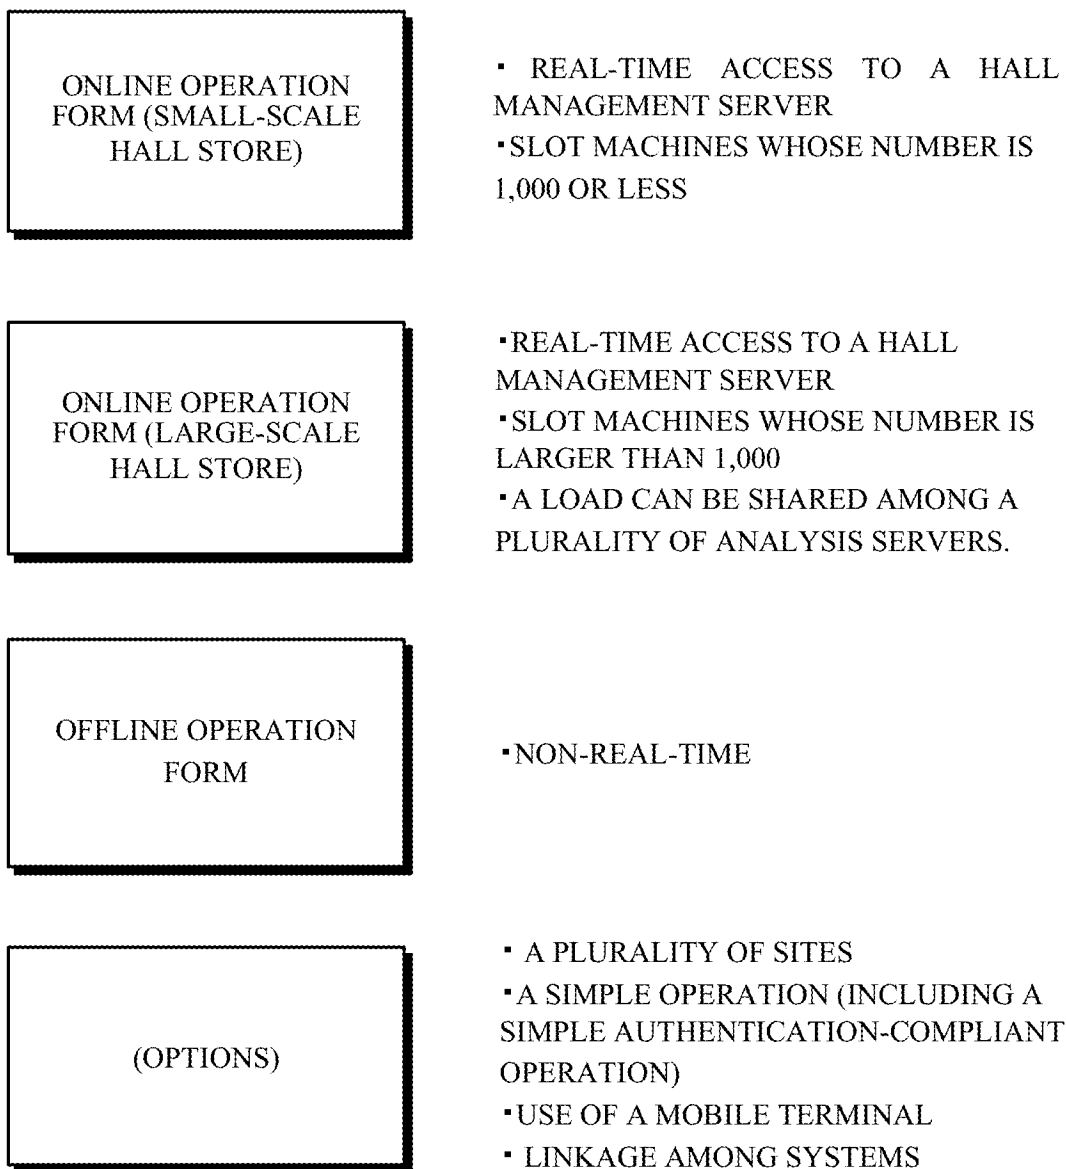 ONLINE OPERATION
FORM (SMALL-SCALE
HALL STORE)
・ REAL-TIME ACCESS TO A HALL
MANAGEMENT SERVER
・SLOT MACHINES WHOSE NUMBER IS
1,000 OR LESS
ONLINE OPERATION
FORM (LARGE-SCALE
HALL STORE)
・REAL-TIME ACCESS TO A HALL
MANAGEMENT SERVER
・SLOT MACHINES WHOSE NUMBER IS
LARGER THAN 1,000
・A LOAD CAN BE SHARED AMONG A
PLURALITY OF ANALYSIS SERVERS.
OFFLINE OPERATION
FORM
・NON-REAL-TIME
(OPTIONS)
・ A PLURALITY OF SITES
・A SIMPLE OPERATION (INCLUDING A
SIMPLE AUTHENTICATION-COMPLIANT
OPERATION)
・USE OF A MOBILE TERMINAL
・ LINKAGE AMONG SYSTEMS